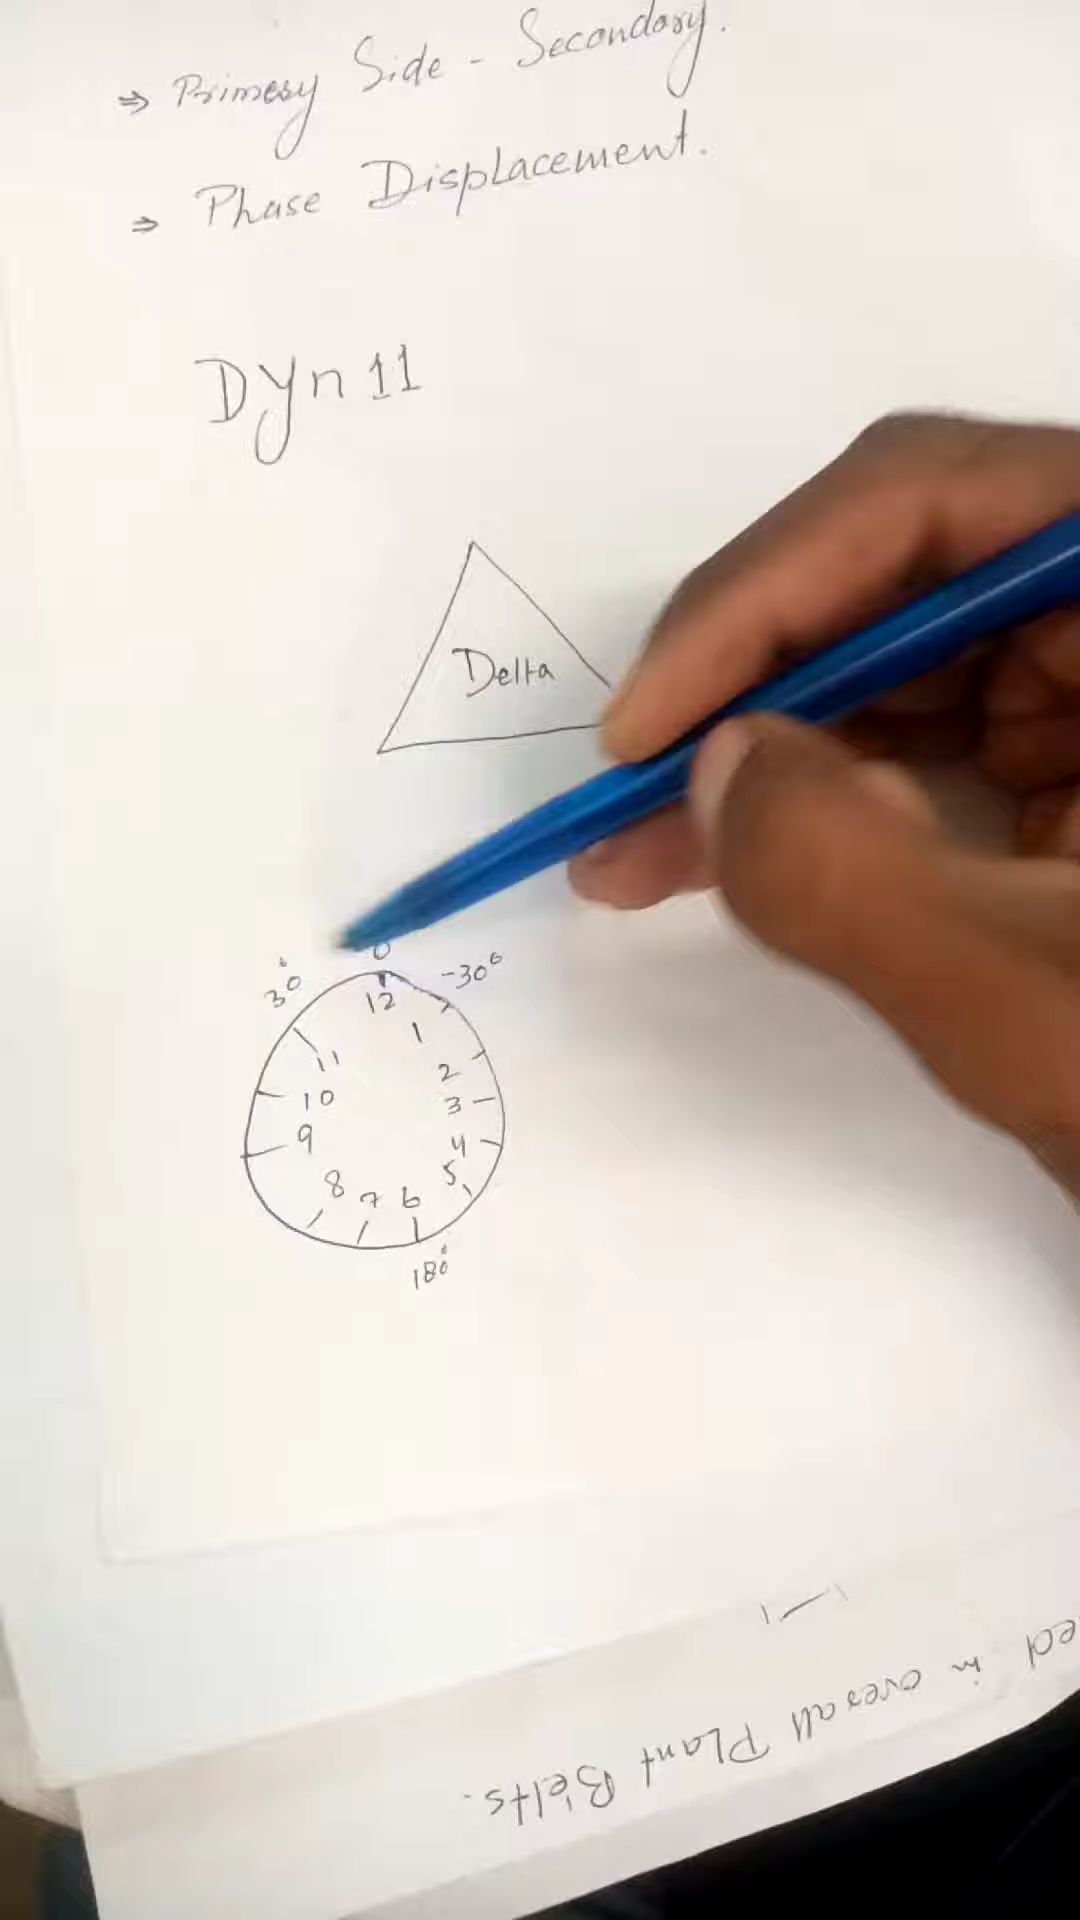 ⇒ Primary Side - Secondary.
⇒ Phase Displacement.
Dyn 11
Delta
30° 0 -30°
12
11 1
10 2
9 3
8 4
7 6 5
180°
ed in overall Plant Belts.